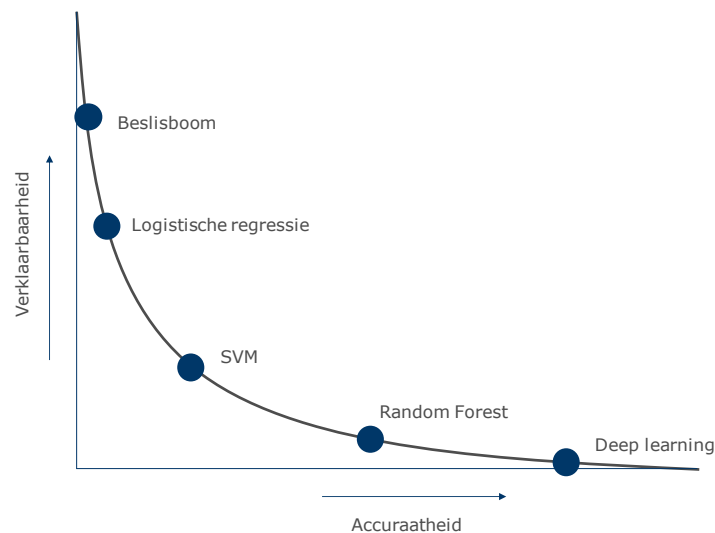 Beslisboom
Logistische regressie
Verklaarbaarheid
SVM
Random Forest
Deep learning
Accuraatheid